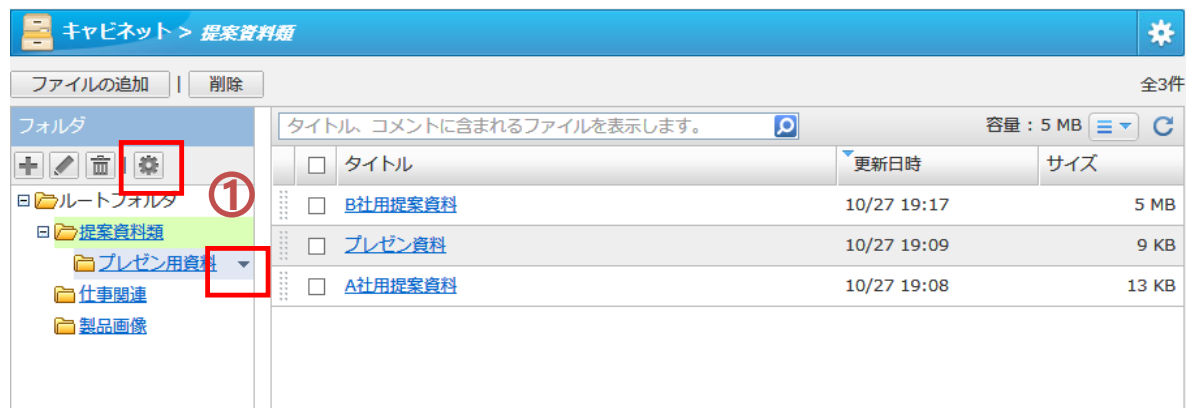 キャビネット > 提案資料類
ファイルの追加 | 削除
全3件
フォルダ
タイトル、コメントに含まれるファイルを表示します。
容量：5 MB
タイトル 更新日時 サイズ
①
ルートフォルダ
提案資料類
プレゼン用資料
仕事関連
製品画像
B社用提案資料 10/27 19:17 5 MB
プレゼン資料 10/27 19:09 9 KB
A社用提案資料 10/27 19:08 13 KB